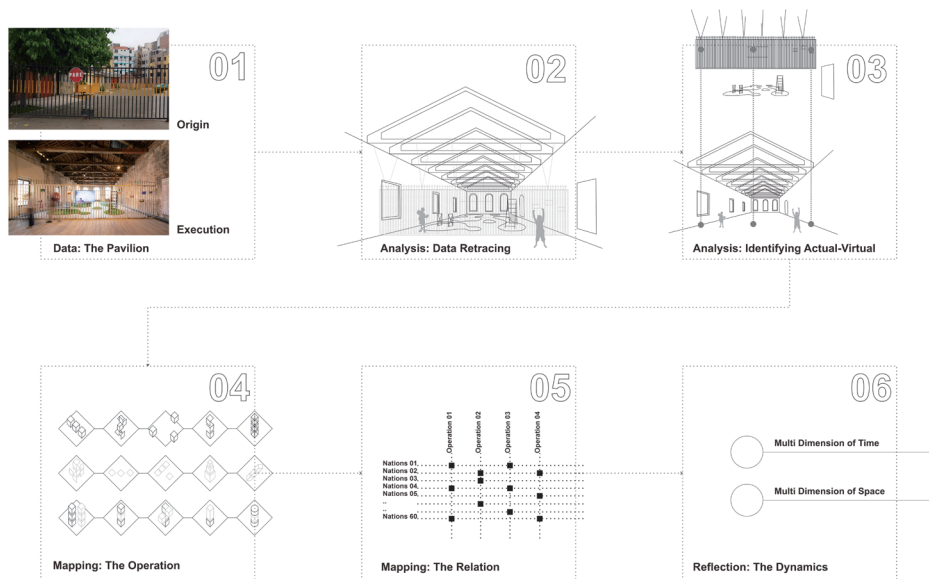 01
PARE
Origin
Execution
Data: The Pavilion
02
Analysis: Data Retracing
03
Analysis: Identifying Actual-Virtual
04
Mapping: The Operation
05
Operation 01
Operation 02
Operation 03
Operation 04
Nations 01
Nations 02
Nations 03
Nations 04
Nations 05
..
..
Nations 60
Mapping: The Relation
06
Multi Dimension of Time
Multi Dimension of Space
Reflection: The Dynamics